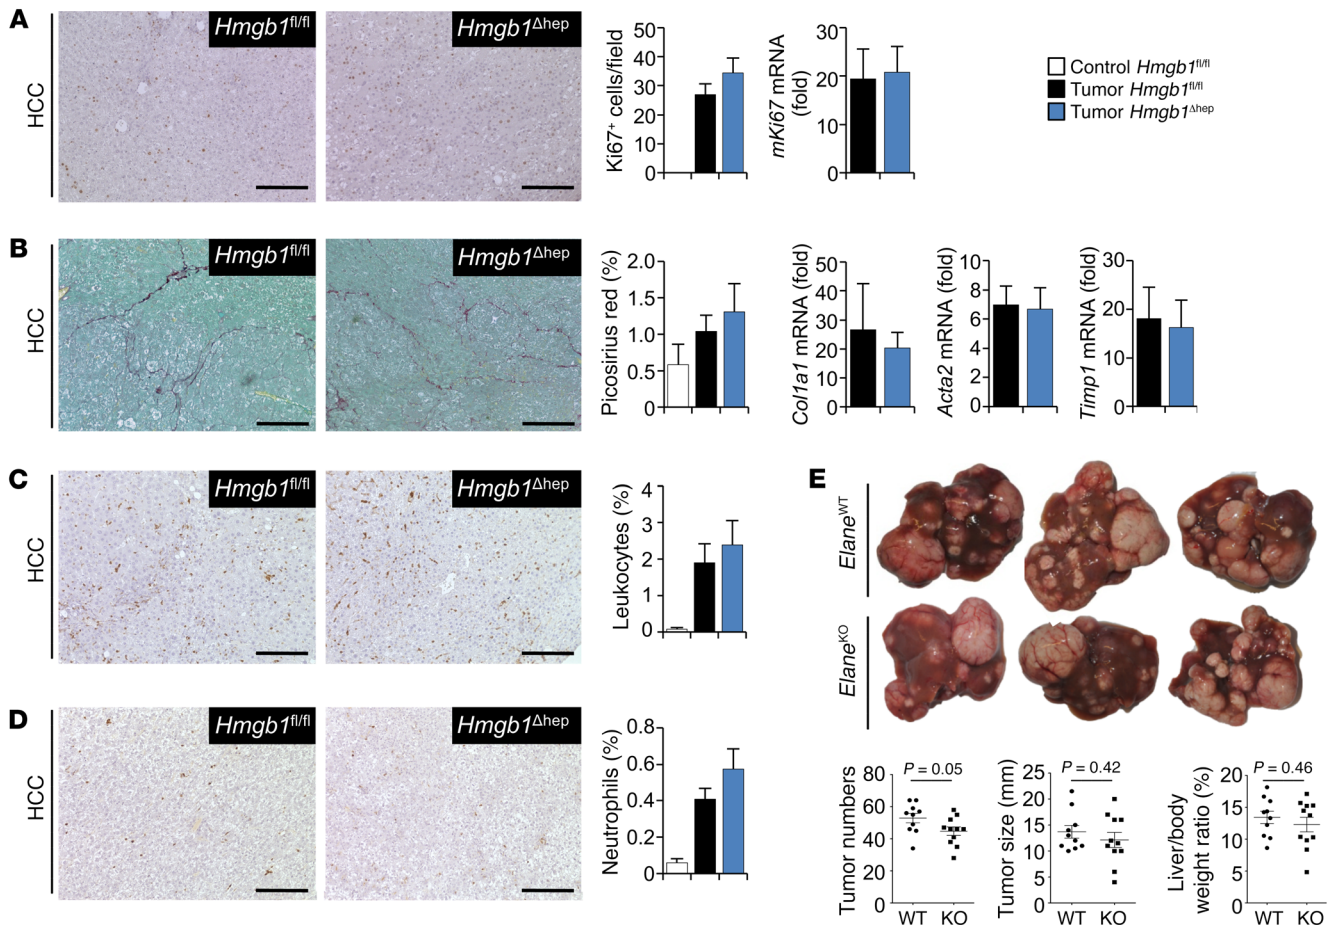 A
HCC
Hmgb1fl/fl
Hmgb1Δhep
Ki67+ cells/field
50
40
30
20
10
0
mKi67 mRNA
(fold)
30
20
10
0
Control Hmgb1fl/fl
Tumor Hmgb1fl/fl
Tumor Hmgb1Δhep
B
HCC
Hmgb1fl/fl
Hmgb1Δhep
Picosirius red (%)
2.0
1.0
1.0
0.5
0
Col1a1 mRNA (fold)
50
40
30
20
10
0
Acta2 mRNA (fold)
10
8
6
4
2
0
Timp1 mRNA (fold)
30
20
10
0
C
HCC
Hmgb1fl/fl
Hmgb1Δhep
Leukocytes (%)
4
3
2
1
0
D
HCC
Hmgb1fl/fl
Hmgb1Δhep
Neutrophils (%)
0.8
0.6
0.4
0.2
0
E
ElaneWT
ElaneKO
Tumor numbers
80
60
40
20
0
P = 0.05
WT KO
Tumor size (mm)
25
20
15
10
5
0
P = 0.42
WT KO
Liver/body
weight ratio (%)
20
15
10
5
0
P = 0.46
WT KO